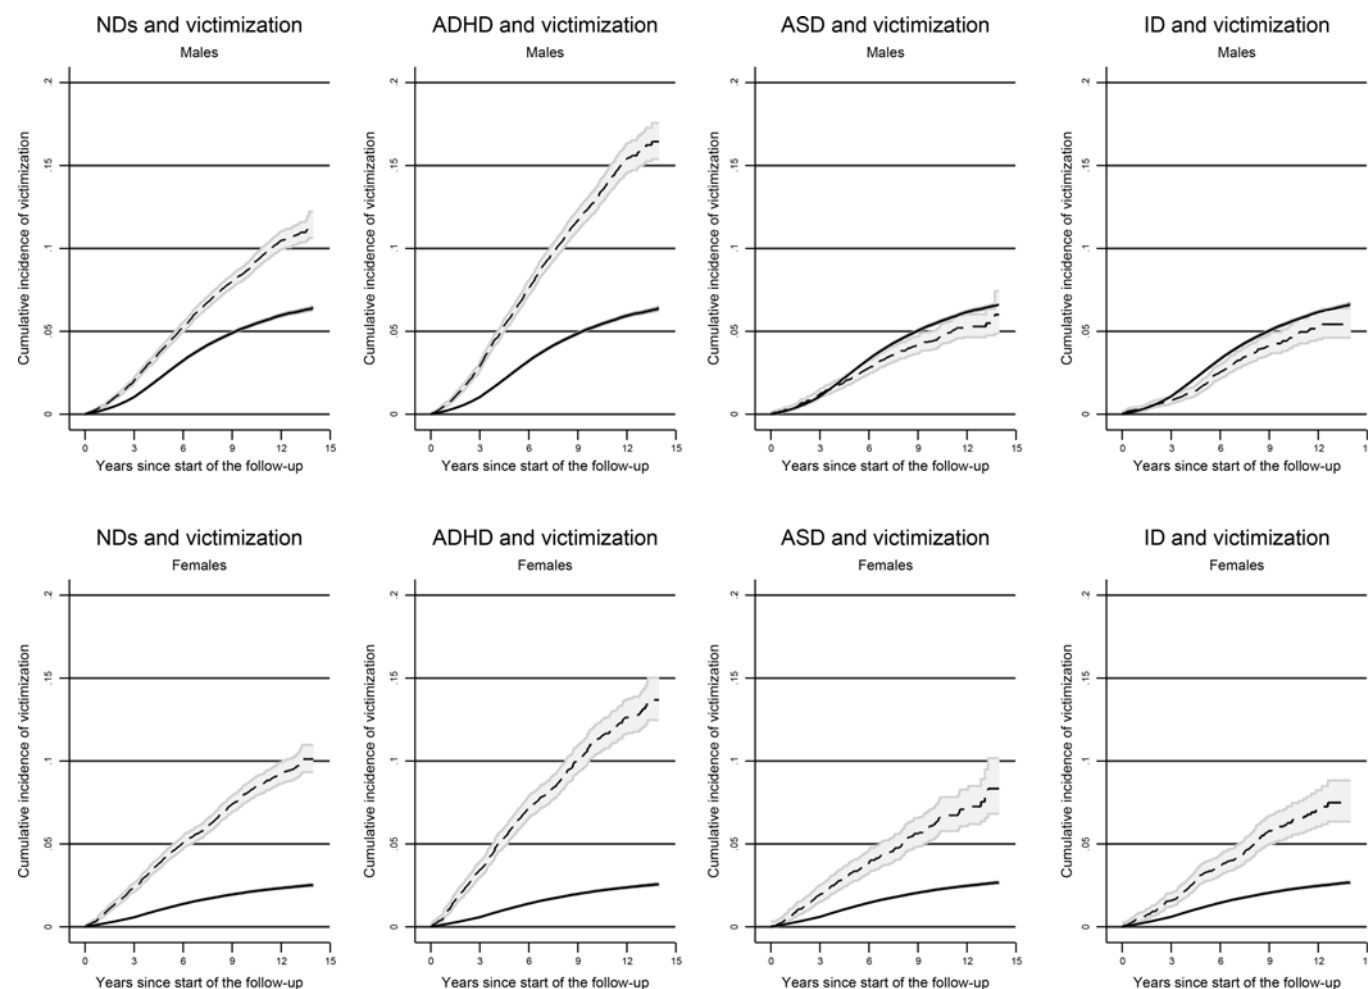 NDs and victimization
Males
Cumulative incidence of victimization
.2
.15
.1
.05
0
0 3 6 9 12 15
Years since start of the follow-up
ADHD and victimization
Males
Cumulative incidence of victimization
.2
.15
.1
.05
0
0 3 6 9 12 15
Years since start of the follow-up
ASD and victimization
Males
Cumulative incidence of victimization
.2
.15
.1
.05
0
0 3 6 9 12 15
Years since start of the follow-up
ID and victimization
Males
Cumulative incidence of victimization
.2
.15
.1
.05
0
0 3 6 9 12 1
Years since start of the follow-up
NDs and victimization
Females
Cumulative incidence of victimization
.2
.15
.1
.05
0
0 3 6 9 12 15
Years since start of the follow-up
ADHD and victimization
Females
Cumulative incidence of victimization
.2
.15
.1
.05
0
0 3 6 9 12 15
Years since start of the follow-up
ASD and victimization
Females
Cumulative incidence of victimization
.2
.15
.1
.05
0
0 3 6 9 12 15
Years since start of the follow-up
ID and victimization
Females
Cumulative incidence of victimization
.2
.15
.1
.05
0
0 3 6 9 12 1
Years since start of the follow-up